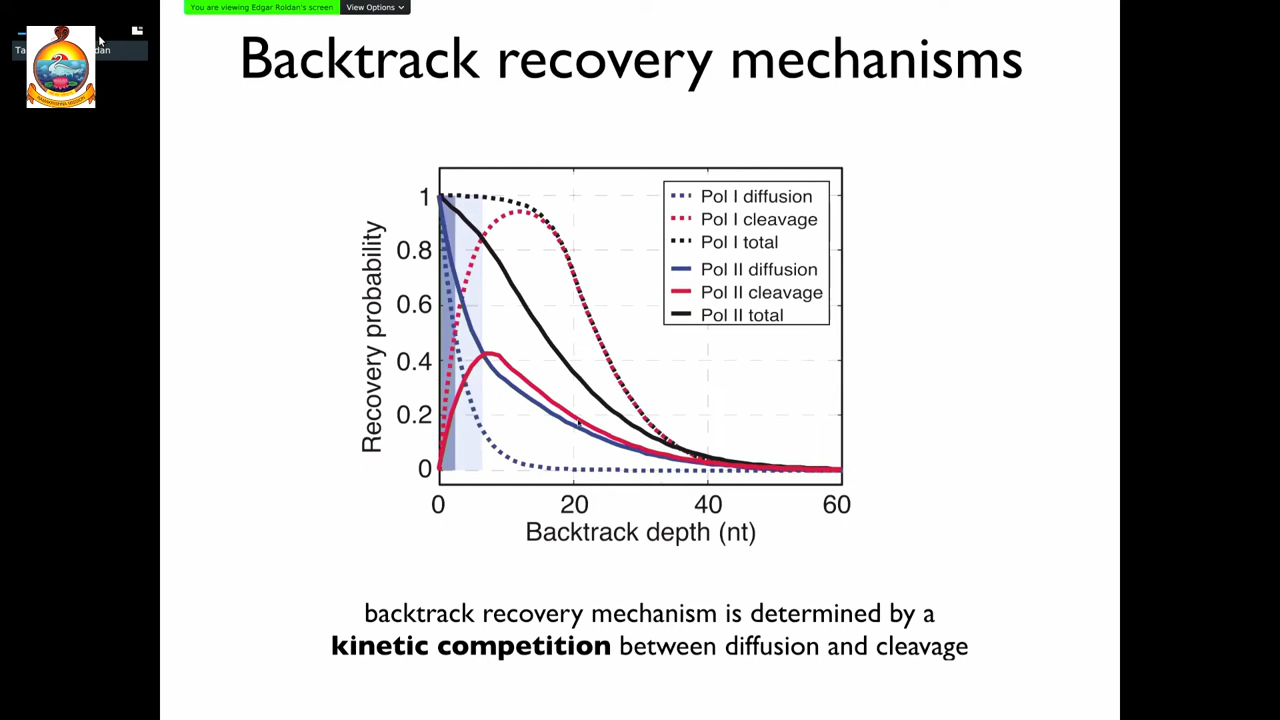 You are viewing Edgar Roldan's screen
View Options
Backtrack recovery mechanisms
Pol I diffusion
Pol I cleavage
Pol I total
Pol II diffusion
Pol II cleavage
Pol II total
Recovery probability
1
0.8
0.6
0.4
0.2
0
0 20 40 60
Backtrack depth (nt)
backtrack recovery mechanism is determined by a
kinetic competition between diffusion and cleavage